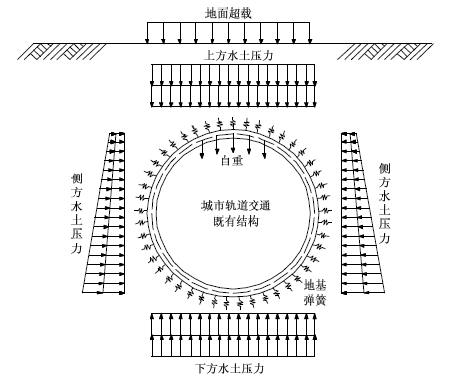 地面超载
上方水土压力
自重
侧方水土压力
城市轨道交通
既有结构
侧方水土压力
地基
弹簧
下方水土压力